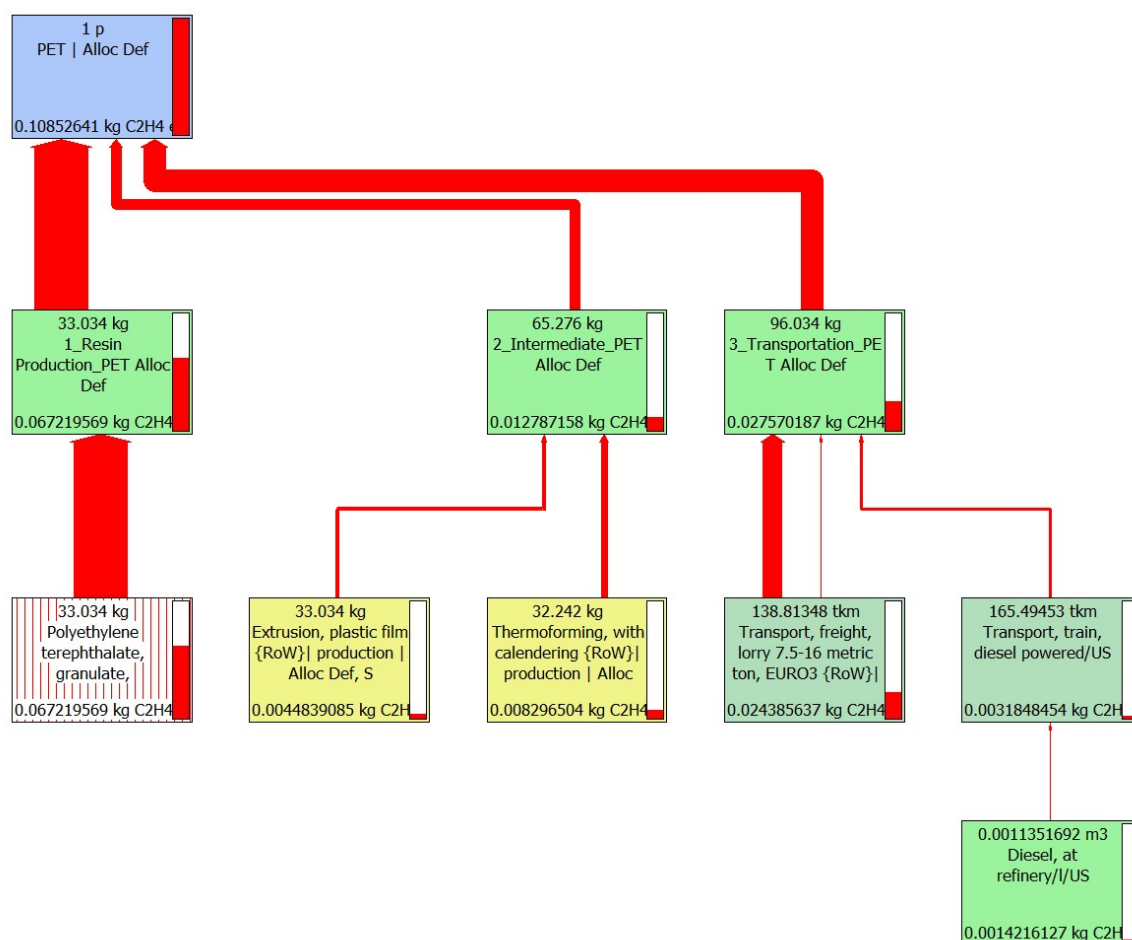 1 p
PET | Alloc Def
0.10852641 kg C2H4 e
33.034 kg
1_Resin
Production_PET Alloc
Def
0.067219569 kg C2H4
65.276 kg
2_Intermediate_PET
Alloc Def
0.012787158 kg C2H4
96.034 kg
3_Transportation_PE
T Alloc Def
0.027570187 kg C2H4
33.034 kg
Polyethylene
terephthalate,
granulate,
0.067219569 kg C2H4
33.034 kg
Extrusion, plastic film
{RoW}| production |
Alloc Def, S
0.0044839085 kg C2H
32.242 kg
Thermoforming, with
calendering {RoW}|
production | Alloc
0.008296504 kg C2H4
138.81348 tkm
Transport, freight,
lorry 7.5-16 metric
ton, EURO3 {RoW}|
0.024385637 kg C2H4
165.49453 tkm
Transport, train,
diesel powered/US
0.0031848454 kg C2H
0.0011351692 m3
Diesel, at
refinery/l/US
0.0014216127 kg C2H